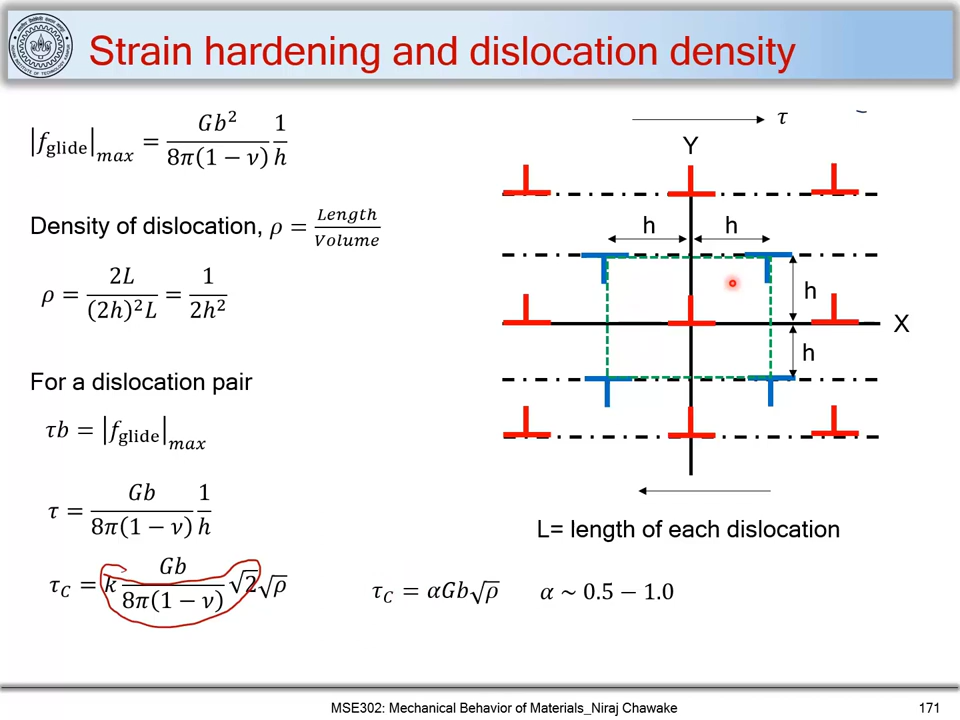 Strain hardening and dislocation density
|f_glide|_max = Gb² / 8π(1 − ν) 1/h
Density of dislocation, ρ = Length / Volume
ρ = 2L / (2h)²L = 1 / 2h²
For a dislocation pair
τb = |f_glide|_max
τ = Gb / 8π(1 − ν) 1/h
τ_C = k Gb / 8π(1 − ν) √2√ρ
τ_C = αGb√ρ
α ~ 0.5 − 1.0
τ
Y
h h
h
X
h
L= length of each dislocation
MSE302: Mechanical Behavior of Materials_Niraj Chawake
171